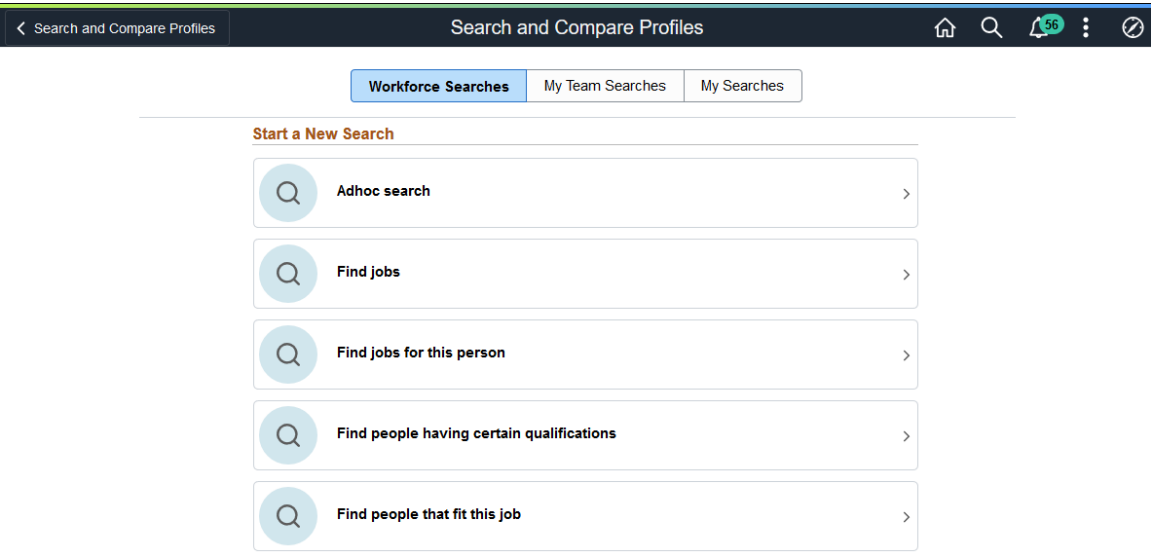 Search and Compare Profiles
Search and Compare Profiles
56
Workforce Searches
My Team Searches
My Searches
Start a New Search
Adhoc search
Find jobs
Find jobs for this person
Find people having certain qualifications
Find people that fit this job